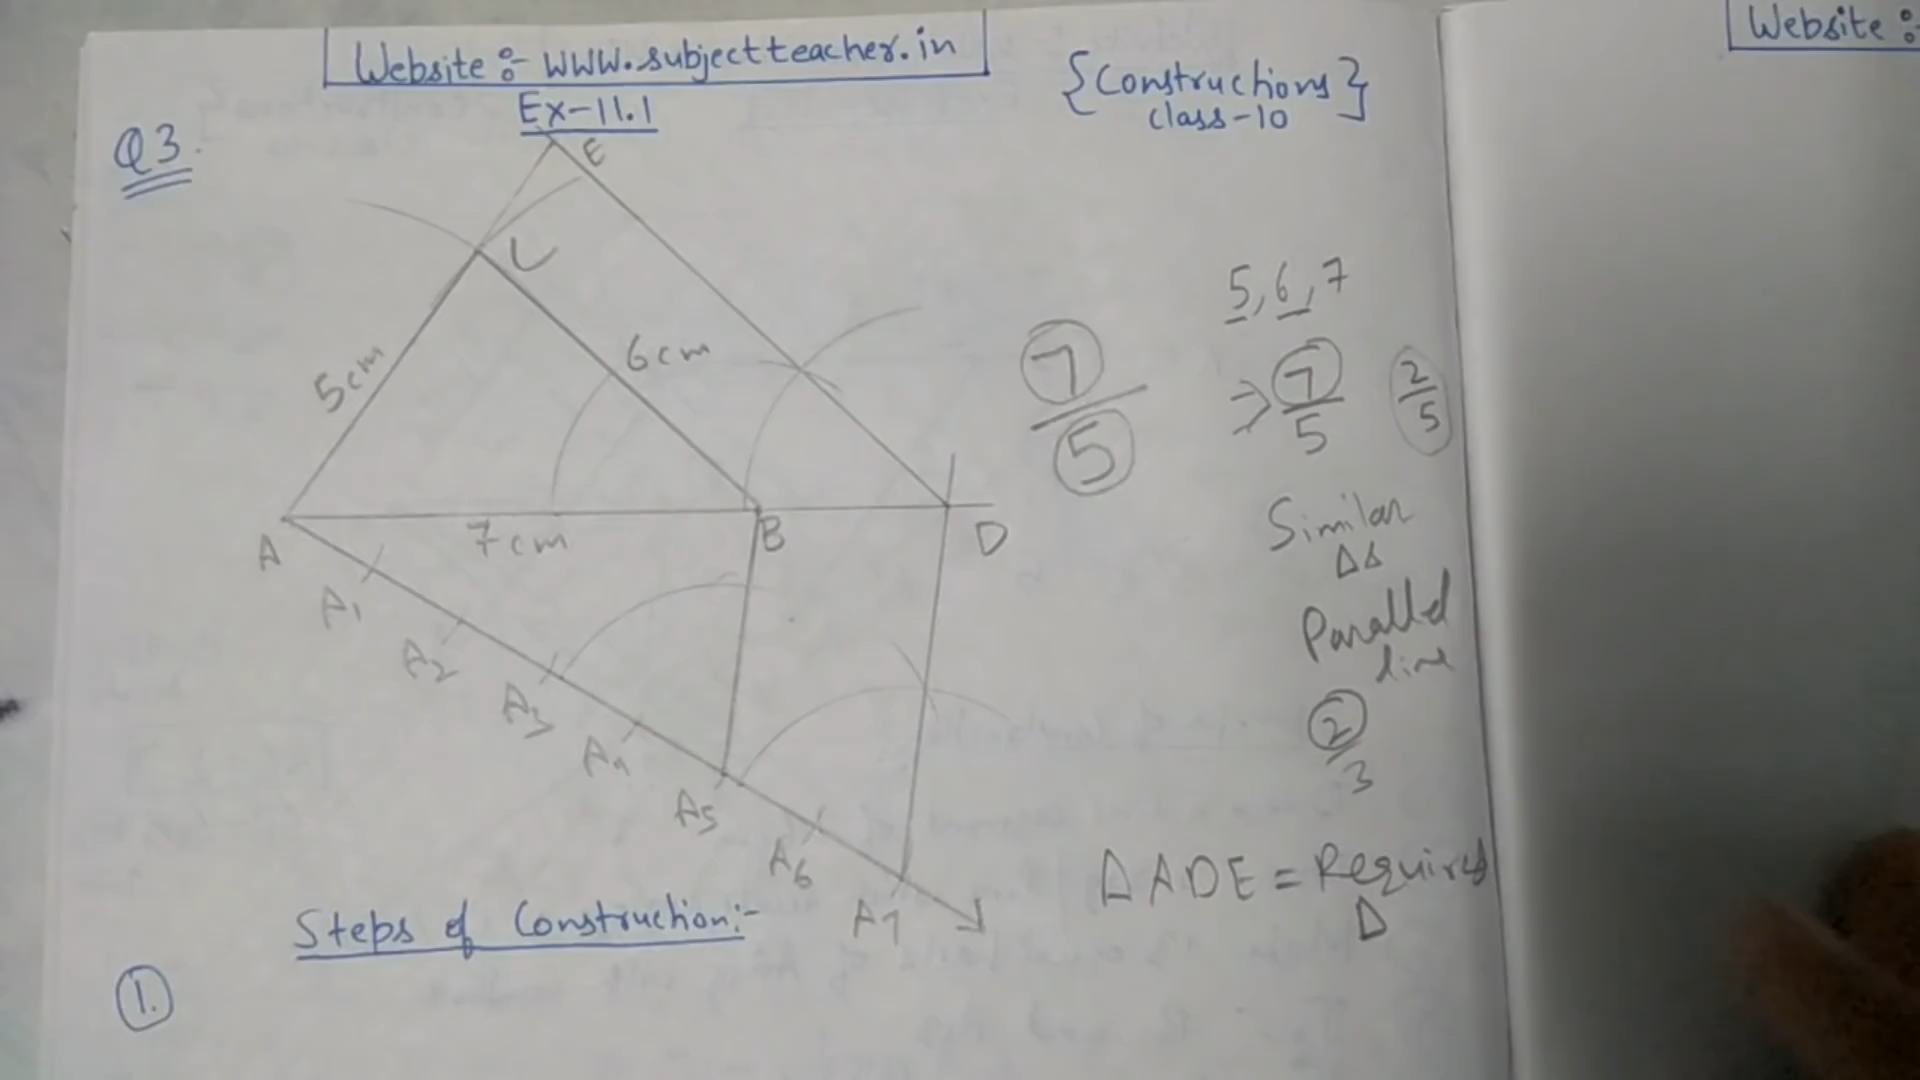 Website :- www.subjectteacher.in
Website :
{Constructions}
Class-10
Ex-11.1
Q3.
E
C
5cm
6cm
7cm
A
B
D
A1
A2
A3
A4
A5
A6
A7
5, 6, 7
7/5
⇒ 7/5
2/5
Similar
ΔΔ
Parallel
line
2/3
ΔADE = Required
Δ
Steps of Construction:-
1.